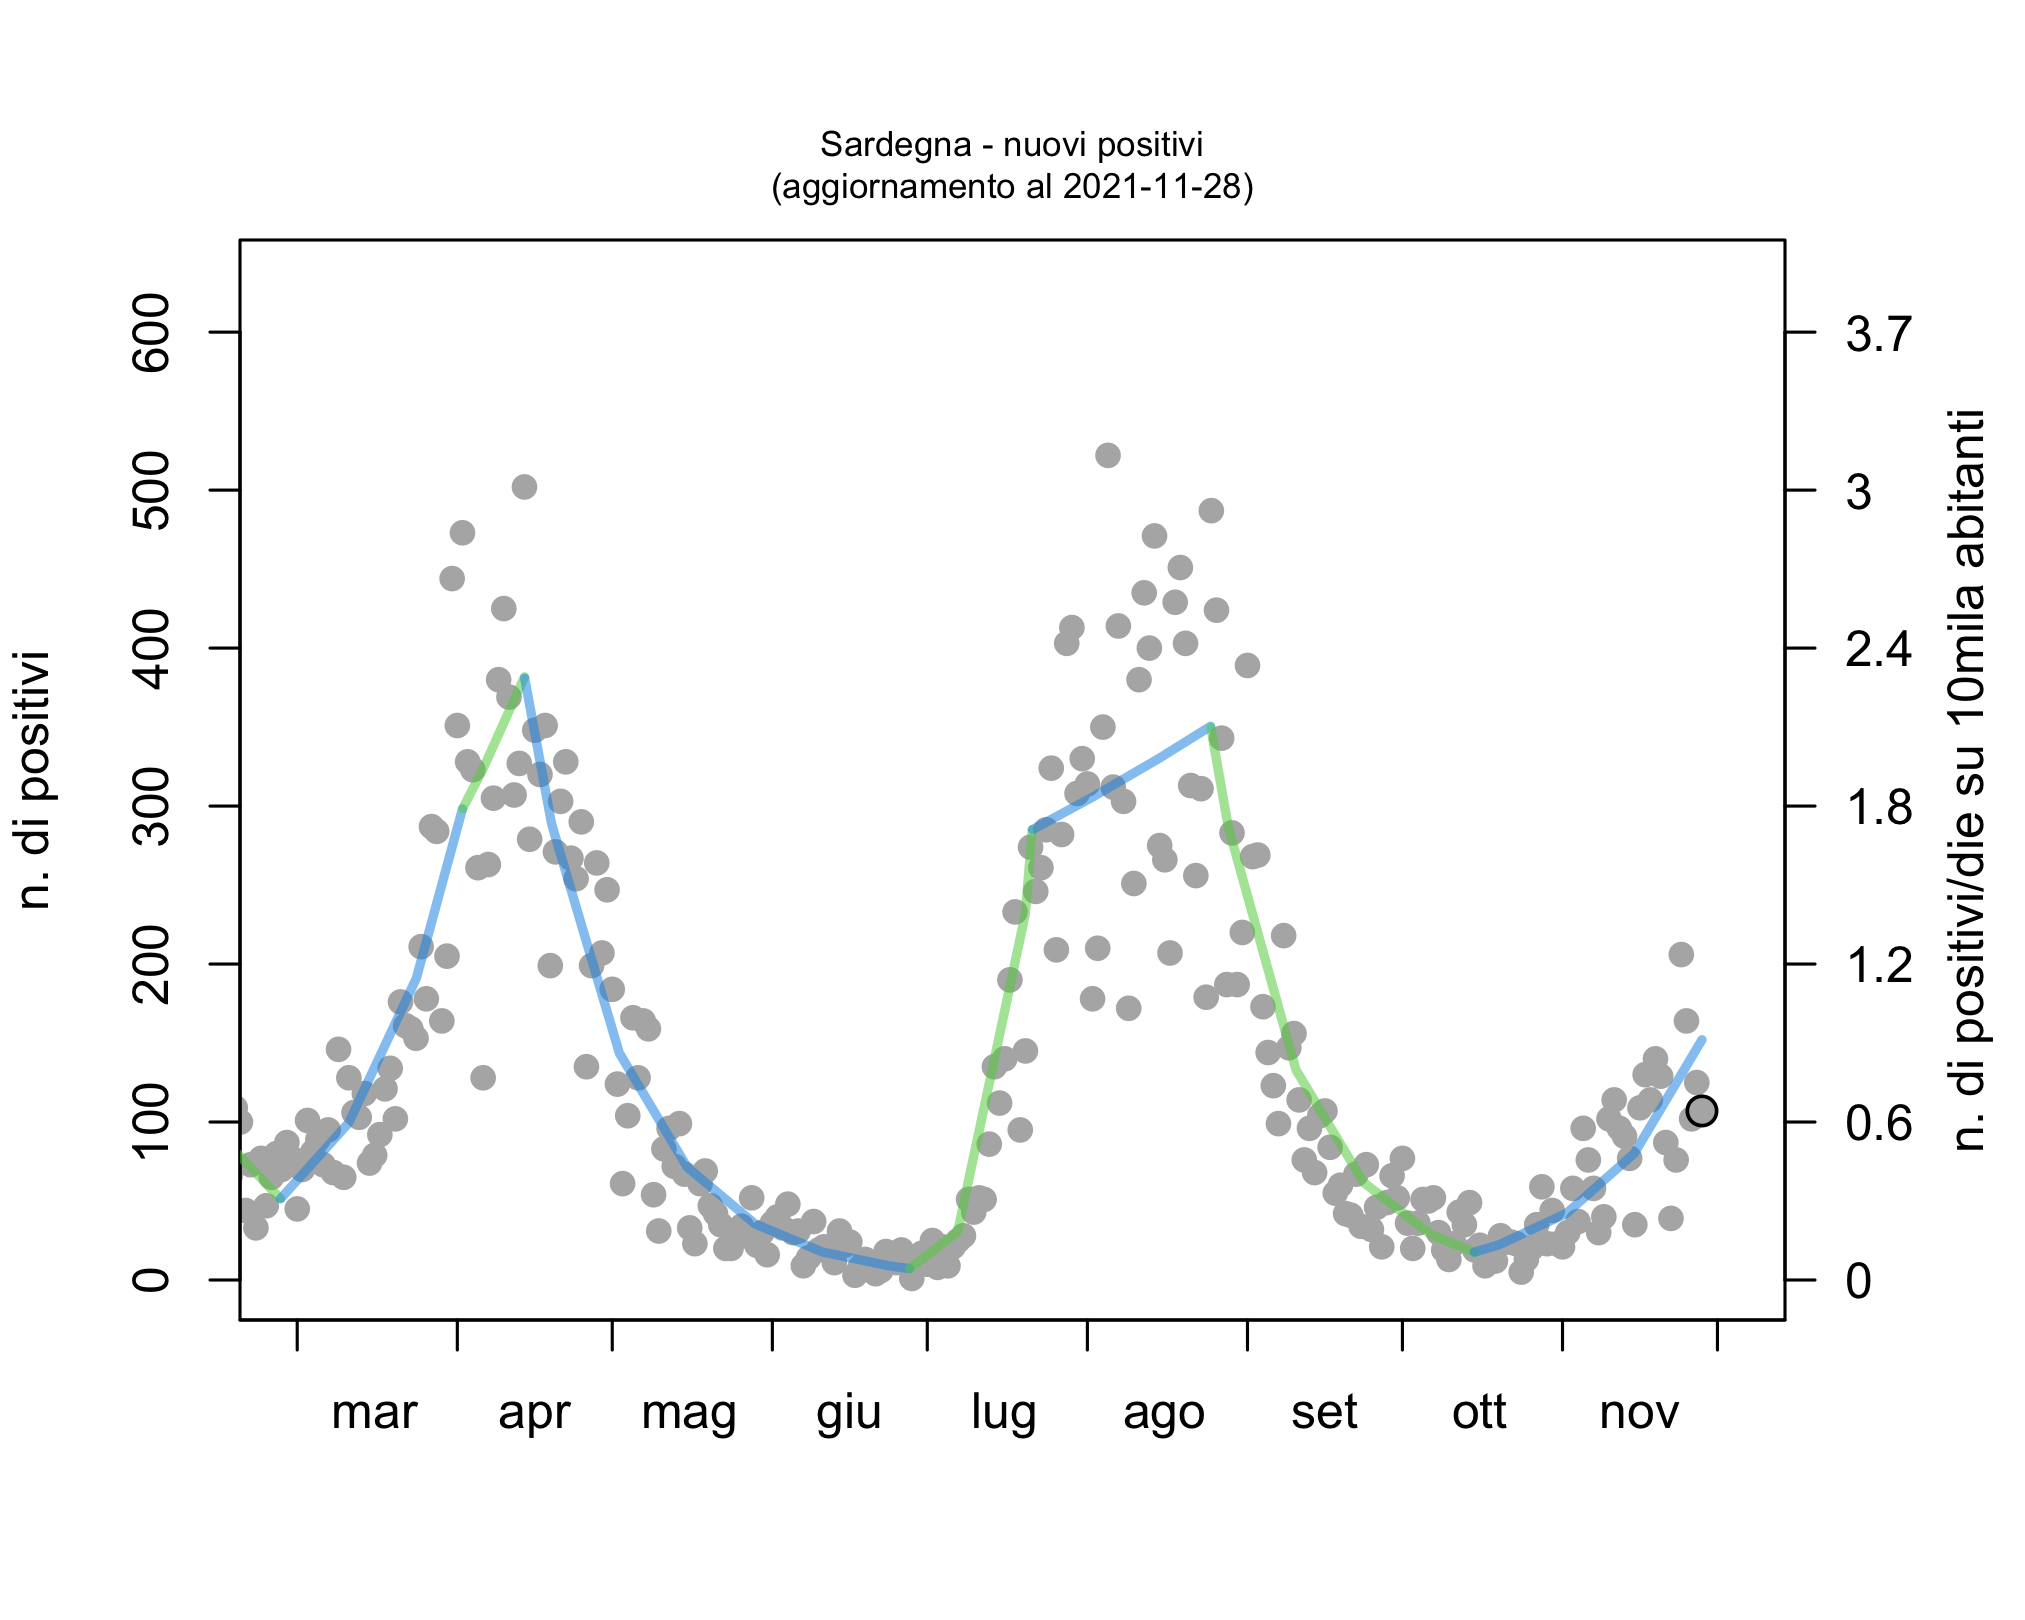 Sardegna - nuovi positivi
(aggiornamento al 2021-11-28)
n. di positivi
600
500
400
300
200
100
0
3.7
3
2.4
1.8
1.2
0.6
0
n. di positivi/die su 10mila abitanti
mar apr mag giu lug ago set ott nov